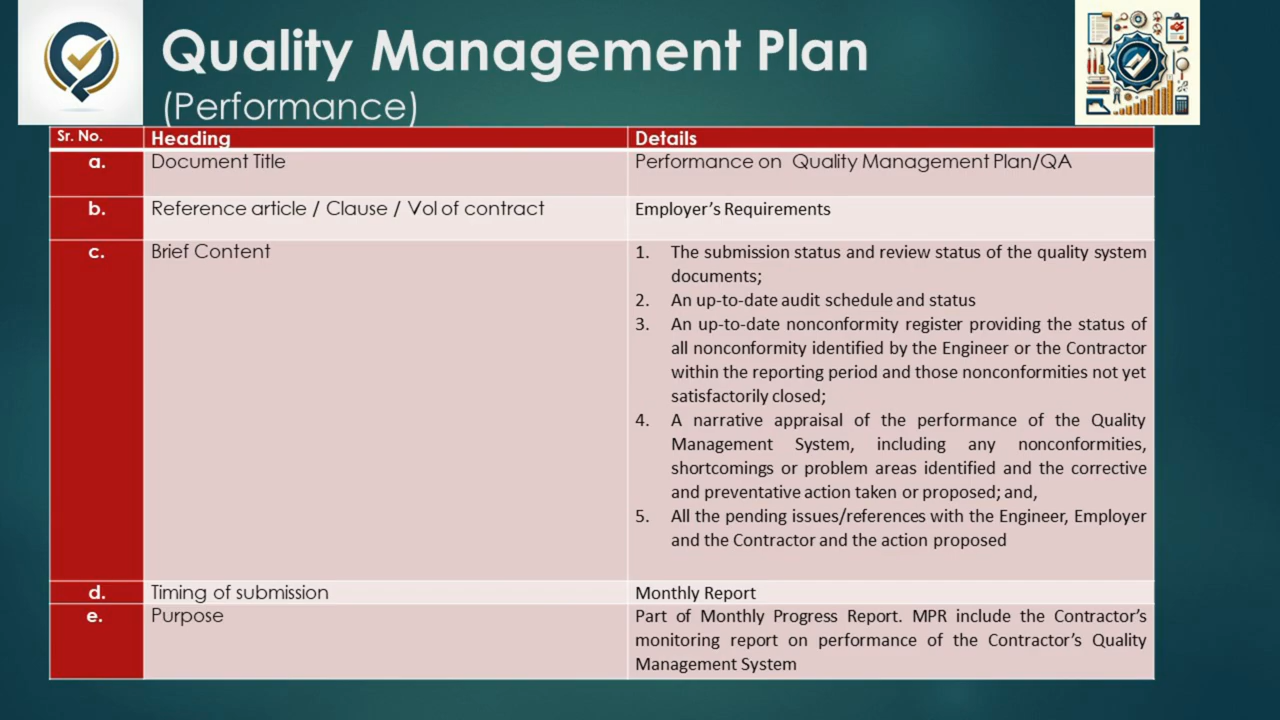 Quality Management Plan
(Performance)
Sr. No. Heading Details
a. Document Title Performance on Quality Management Plan/QA
b. Reference article / Clause / Vol of contract Employer’s Requirements
c. Brief Content 1. The submission status and review status of the quality system
documents;
2. An up-to-date audit schedule and status
3. An up-to-date nonconformity register providing the status of
all nonconformity identified by the Engineer or the Contractor
within the reporting period and those nonconformities not yet
satisfactorily closed;
4. A narrative appraisal of the performance of the Quality
Management System, including any nonconformities,
shortcomings or problem areas identified and the corrective
and preventative action taken or proposed; and,
5. All the pending issues/references with the Engineer, Employer
and the Contractor and the action proposed
d. Timing of submission Monthly Report
e. Purpose Part of Monthly Progress Report. MPR include the Contractor’s
monitoring report on performance of the Contractor’s Quality
Management System